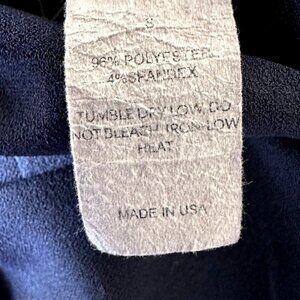 S
96% POLYESTER
4% SPANDEX
TUMBLE DRY LOW, DO
NOT BLEACH, IRON LOW
HEAT
MADE IN USA